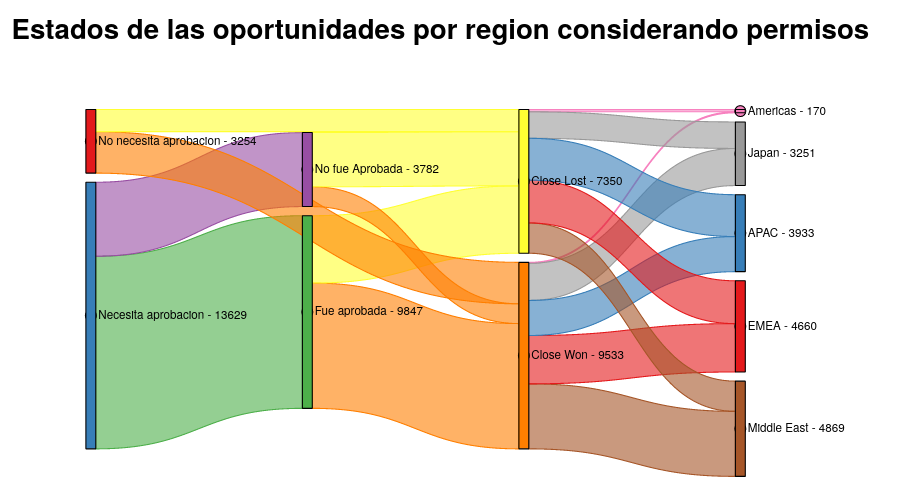 Estados de las oportunidades por region considerando permisos
No necesita aprobacion - 3254
Necesita aprobacion - 13629
No fue Aprobada - 3782
Fue aprobada - 9847
Close Lost - 7350
Close Won - 9533
Americas - 170
Japan - 3251
APAC - 3933
EMEA - 4660
Middle East - 4869